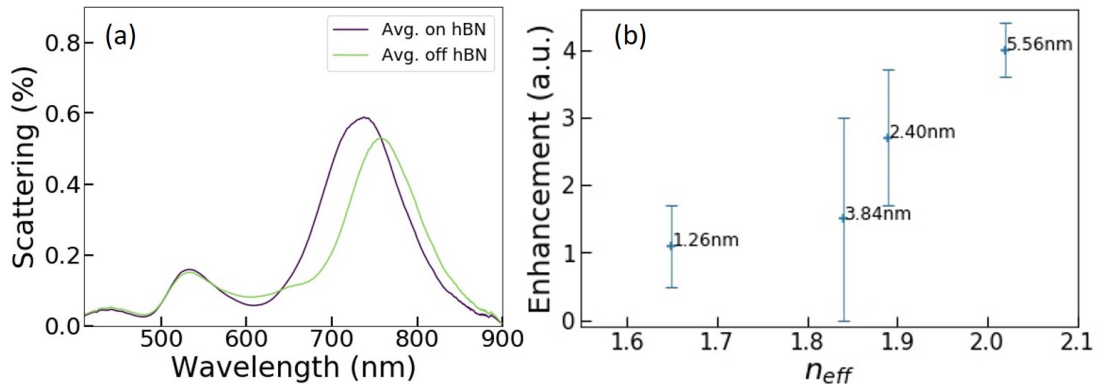 (a)
Avg. on hBN
Avg. off hBN
Scattering (%)
0.8
0.6
0.4
0.2
0.0
500 600 700 800 900
Wavelength (nm)
(b)
Enhancement (a.u.)
4
3
2
1
0
5.56nm
2.40nm
3.84nm
1.26nm
1.6 1.7 1.8 1.9 2.0 2.1
n_eff